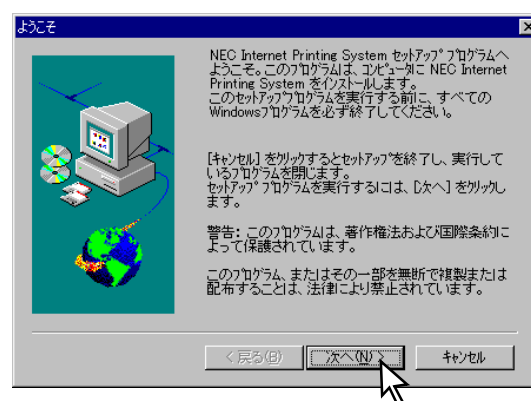 ようこそ
NEC Internet Printing System ｾｯﾄｱｯﾌﾟ ﾌﾟﾛｸﾞﾗﾑへ
ようこそ。このﾌﾟﾛｸﾞﾗﾑは、ｺﾝﾋﾟｭｰﾀに NEC Internet
Printing System をｲﾝｽﾄｰﾙします。
このｾｯﾄｱｯﾌﾟﾌﾟﾛｸﾞﾗﾑを実行する前に、すべての
Windowsﾌﾟﾛｸﾞﾗﾑを必ず終了してください。
[ｷｬﾝｾﾙ] をｸﾘｯｸするとｾｯﾄｱｯﾌﾟを終了し、実行して
いるﾌﾟﾛｸﾞﾗﾑを閉じます。
ｾｯﾄｱｯﾌﾟ ﾌﾟﾛｸﾞﾗﾑを実行するには、[次へ] をｸﾘｯｸし
ます。
警告: このﾌﾟﾛｸﾞﾗﾑは、著作権法および国際条約に
よって保護されています。
このﾌﾟﾛｸﾞﾗﾑ、またはその一部を無断で複製または
配布することは、法律により禁止されています。
< 戻る(B)
次へ(N) >
ｷｬﾝｾﾙ